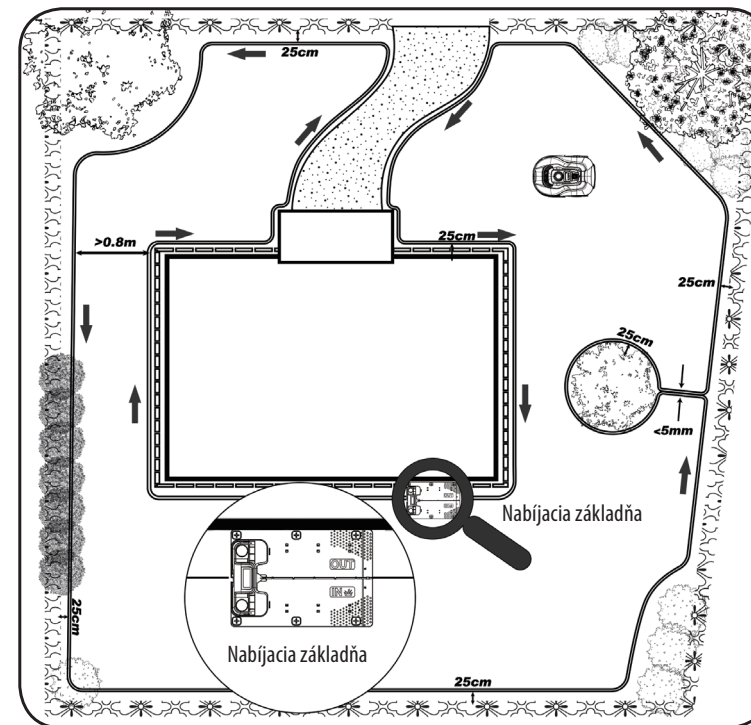 25cm
>0.8m
25cm
25cm
25cm
<5mm
Nabíjacia základňa
OUT
IN
Nabíjacia základňa
25cm
25cm